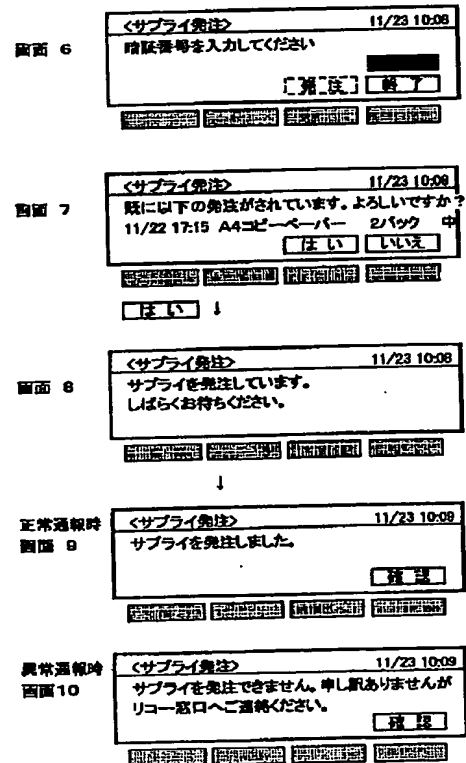 <サプライ発注> 11/23 10:08
画面 6
暗証番号を入力してください
発 注 終 了
<サプライ発注> 11/23 10:08
画面 7
既に以下の発注がされています。よろしいですか?
11/22 17:15 A4コピーペーパー 2パック 中
はい いいえ
はい ↓
<サプライ発注> 11/23 10:08
画面 8
サプライを発注しています。
しばらくお待ちください。
↓
正常通報時
画面 9
<サプライ発注> 11/23 10:09
サプライを発注しました。
確 認
異常通報時
画面10
<サプライ発注> 11/23 10:09
サプライを発注できません。申し訳ありませんが
リコー窓口へご連絡ください。
確 認